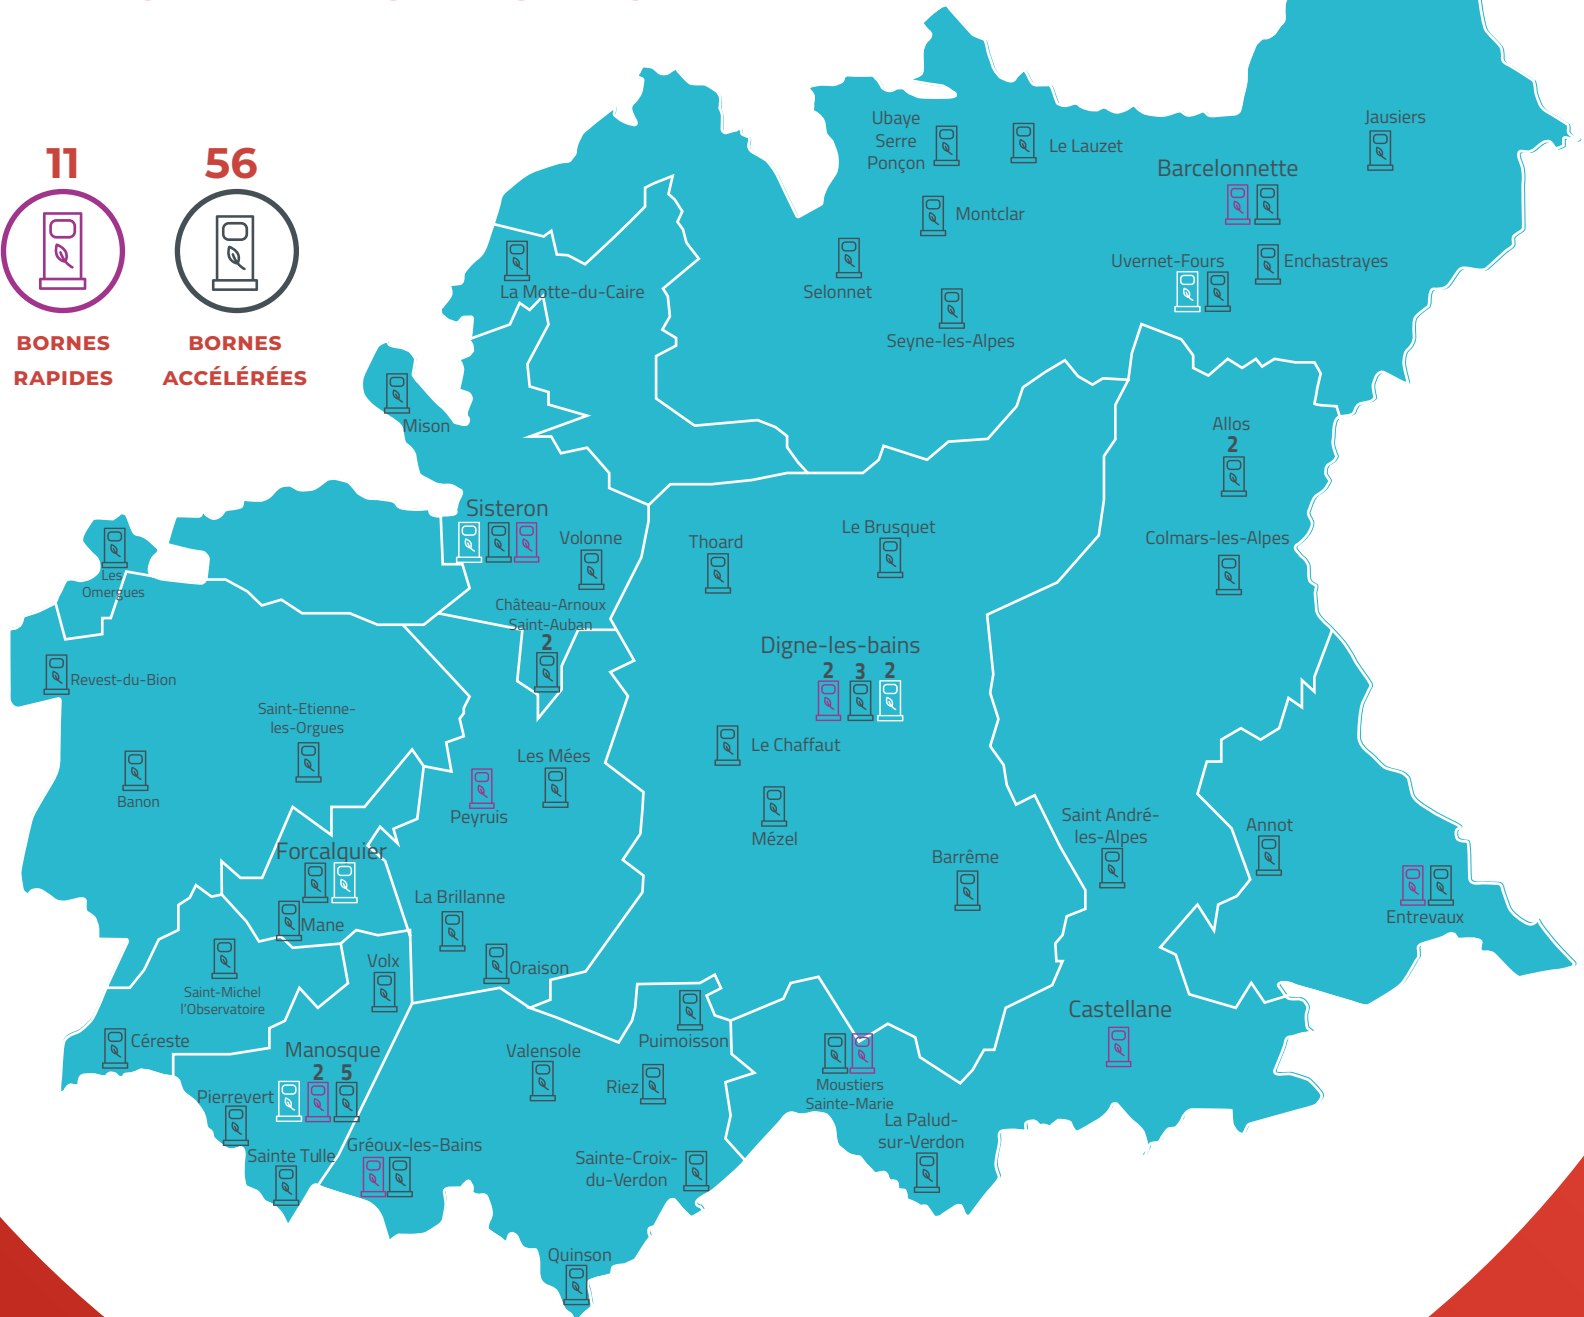 11
BORNES
RAPIDES
56
BORNES
ACCÉLÉRÉES
Ubaye
Serre
Ponçon
Le Lauzet
Jausiers
Barcelonnette
Montclar
Uvernet-Fours
Enchastrayes
Selonnet
Seyne-les-Alpes
La Motte-du-Caire
Mison
Allos
2
Sisteron
Volonne
Thoard
Le Brusquet
Colmars-les-Alpes
Les
Omergues
Château-Arnoux
Saint-Auban
2
Digne-les-bains
2 3 2
Revest-du-Bion
Saint-Etienne-
les-Orgues
Le Chaffaut
Les Mées
Banon
Peyruis
Mézel
Saint André-
les-Alpes
Annot
Forcalquier
Barrême
La Brillanne
Entrevaux
Mane
Volx
Oraison
Saint-Michel
l'Observatoire
Castellane
Céreste
Puimoisson
Manosque
2 5
Valensole
Riez
Moustiers
Sainte-Marie
Pierrevert
La Palud-
sur-Verdon
Gréoux-les-Bains
Sainte Tulle
Sainte-Croix-
du-Verdon
Quinson